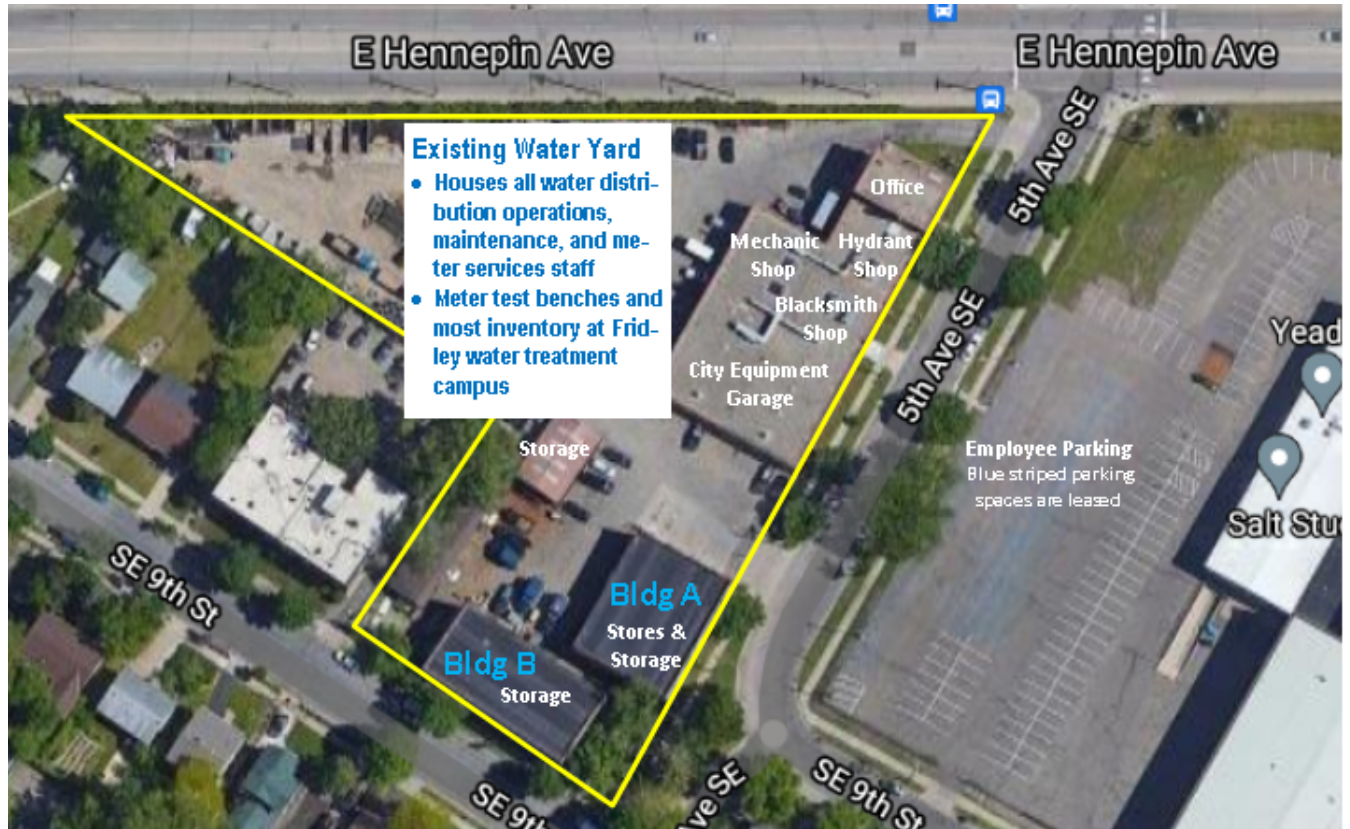 E Hennepin Ave
E Hennepin Ave
Existing Water Yard
• Houses all water distri-
bution operations,
maintenance, and me-
ter services staff
• Meter test benches and
most inventory at Frid-
ley water treatment
campus
Office
5th Ave SE
Mechanic
Shop
Hydrant
Shop
Blacksmith
Shop
City Equipment
Garage
5th Ave SE
Yead
Storage
Employee Parking
Blue striped parking
spaces are leased
Salt Stu
SE 9th St
Bldg A
Stores &
Storage
Bldg B
Storage
SE 9th
Ave SE
SE 9th St